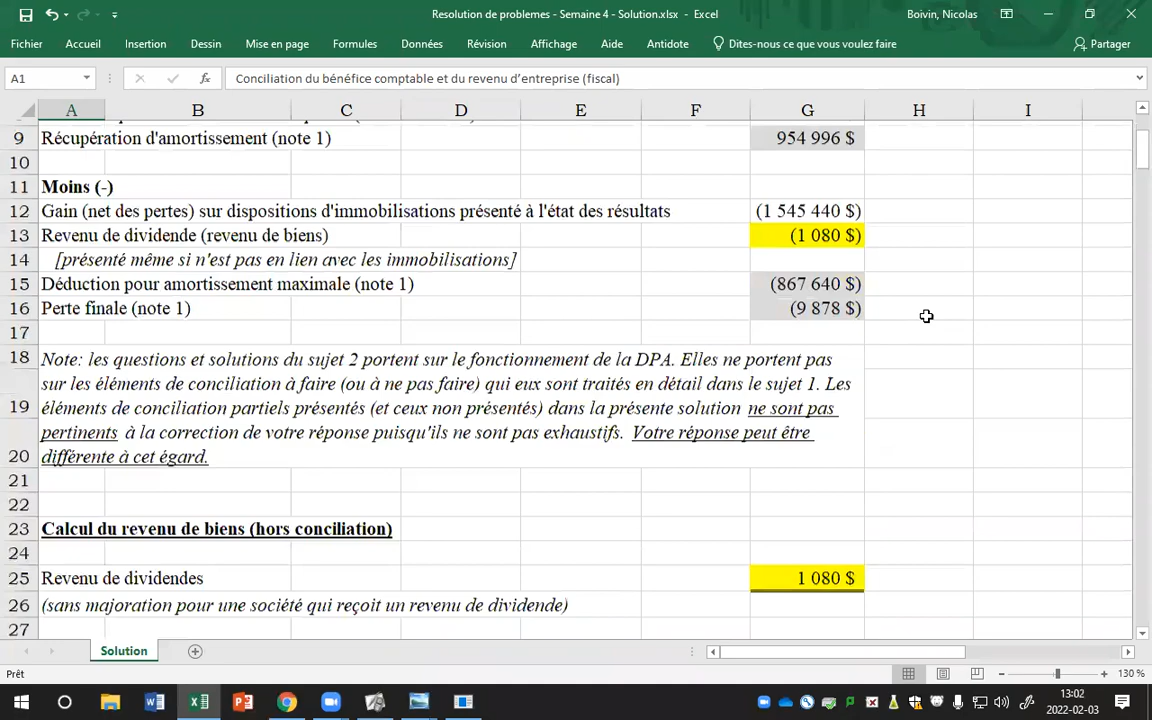 Resolution de problemes - Semaine 4 - Solution.xlsx - Excel
Boivin, Nicolas
Fichier Accueil Insertion Dessin Mise en page Formules Données Révision Affichage Aide Antidote Dites-nous ce que vous voulez faire Partager
A1 fx Conciliation du bénéfice comptable et du revenu d'entreprise (fiscal)
A B C D E F G H I
9 Récupération d'amortissement (note 1) 954 996 $
10
11 Moins (-)
12 Gain (net des pertes) sur dispositions d'immobilisations présenté à l'état des résultats (1 545 440 $)
13 Revenu de dividende (revenu de biens) (1 080 $)
14 [présenté même si n'est pas en lien avec les immobilisations]
15 Déduction pour amortissement maximale (note 1) (867 640 $)
16 Perte finale (note 1) (9 878 $)
17
18 Note: les questions et solutions du sujet 2 portent sur le fonctionnement de la DPA. Elles ne portent pas
sur les éléments de conciliation à faire (ou à ne pas faire) qui eux sont traités en détail dans le sujet 1. Les
19 éléments de conciliation partiels présentés (et ceux non présentés) dans la présente solution ne sont pas
pertinents à la correction de votre réponse puisqu'ils ne sont pas exhaustifs. Votre réponse peut être
20 différente à cet égard.
21
22
23 Calcul du revenu de biens (hors conciliation)
24
25 Revenu de dividendes 1 080 $
26 (sans majoration pour une société qui reçoit un revenu de dividende)
27
Solution
Prêt
130 %
13:02
2022-02-03